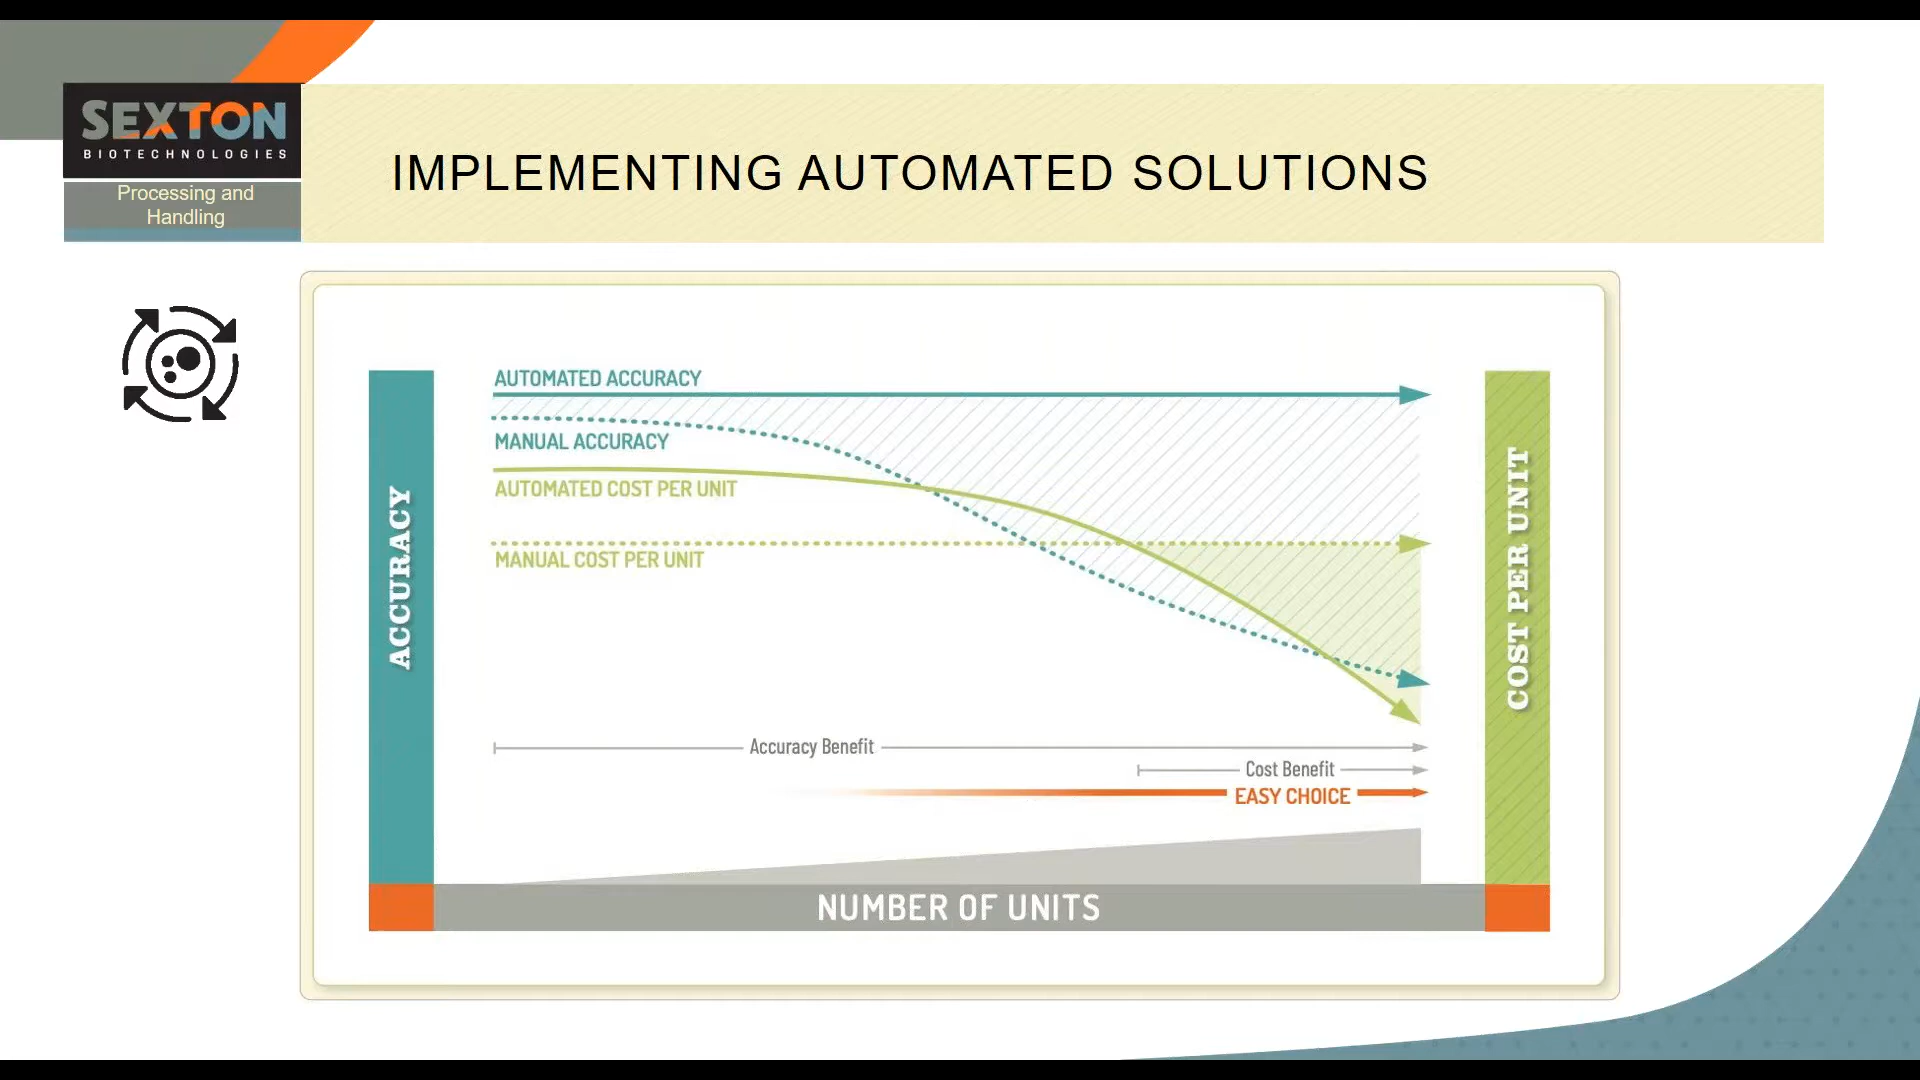 SEXTON
BIOTECHNOLOGIES
Processing and
Handling
IMPLEMENTING AUTOMATED SOLUTIONS
ACCURACY
AUTOMATED ACCURACY
MANUAL ACCURACY
AUTOMATED COST PER UNIT
MANUAL COST PER UNIT
COST PER UNIT
Accuracy Benefit
Cost Benefit
EASY CHOICE
NUMBER OF UNITS